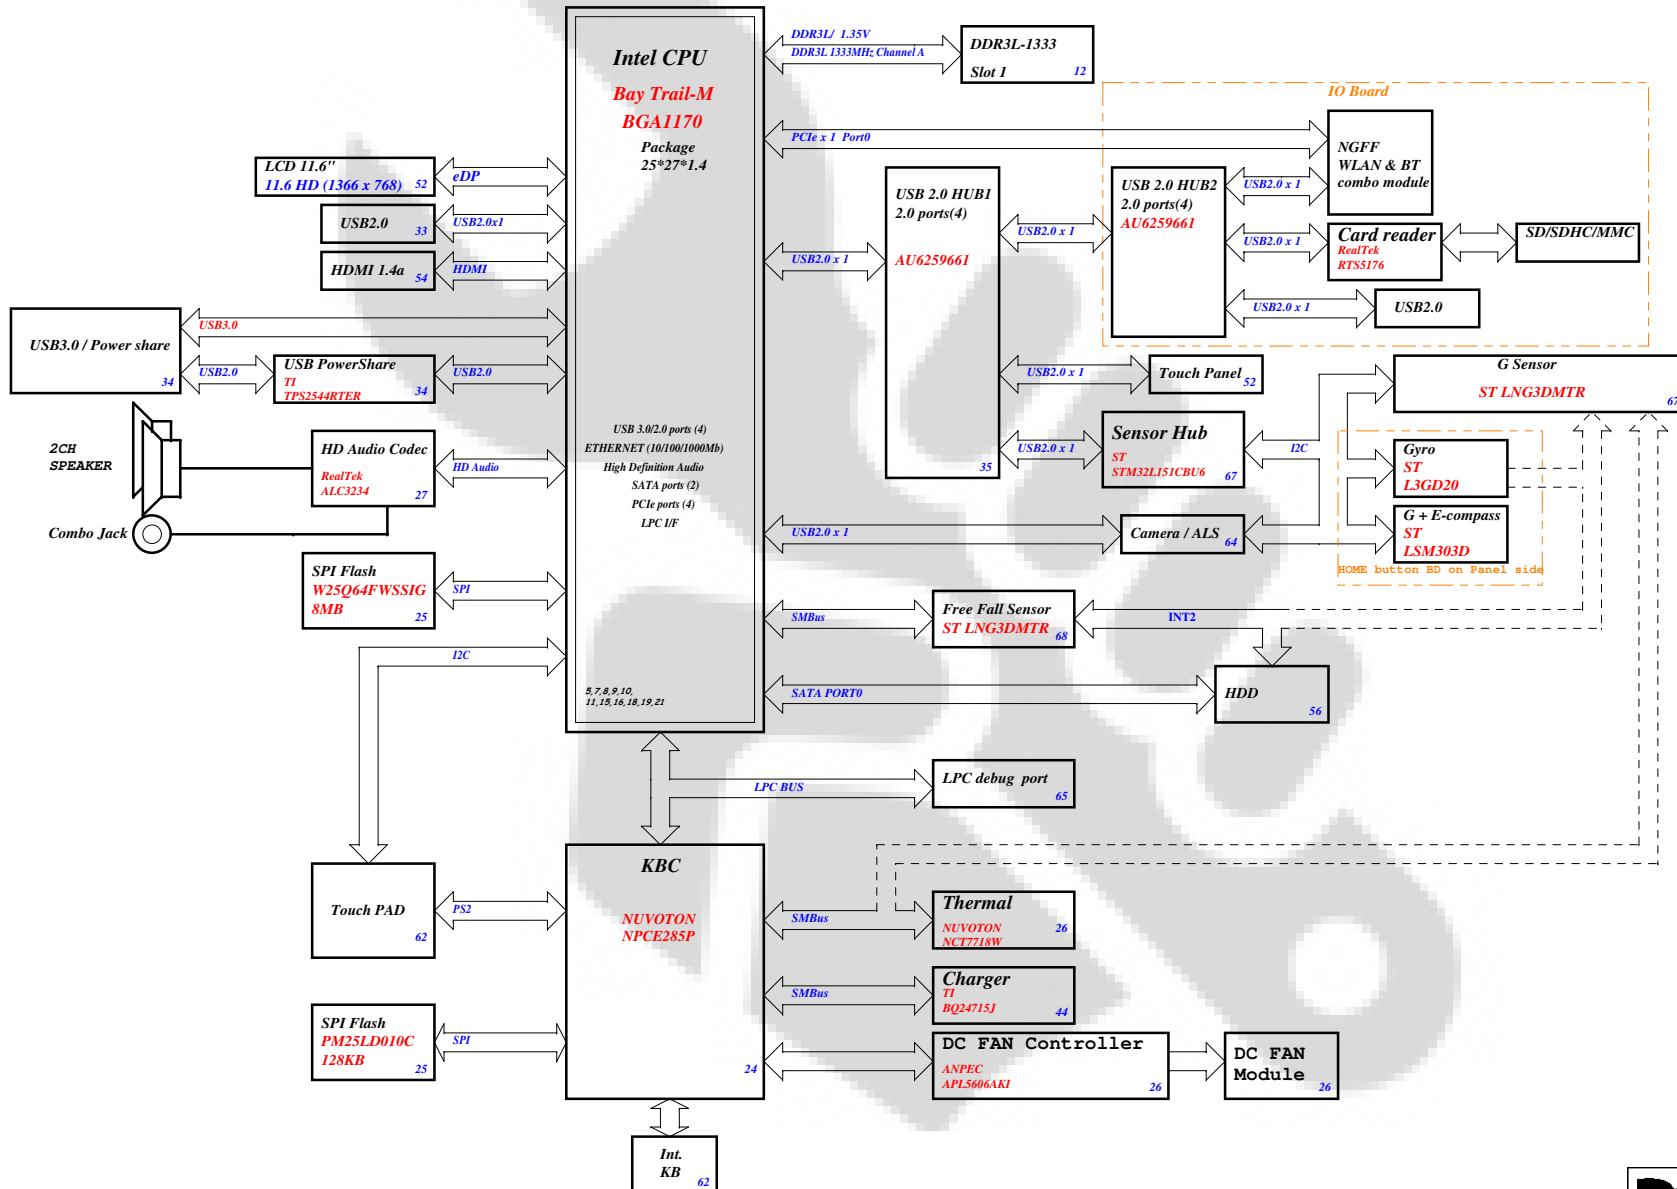 Intel CPU
Bay Trail-M
BGA1170
Package
25*27*1.4
USB 3.0/2.0 ports (4)
ETHERNET (10/100/1000Mb)
High Definition Audio
SATA ports (2)
PCIe ports (4)
LPC I/F
5,7,8,9,10,
11,15,16,18,19,21
DDR3L/ 1.35V
DDR3L 1333MHz Channel A
DDR3L-1333
Slot 1
12
IO Board
PCIe x 1 Port0
NGFF
WLAN & BT
combo module
LCD 11.6"
11.6 HD (1366 x 768)
52
eDP
USB2.0
33
USB2.0x1
HDMI 1.4a
54
HDMI
USB2.0 x 1
USB 2.0 HUB1
2.0 ports(4)
AU6259661
35
USB2.0 x 1
USB 2.0 HUB2
2.0 ports(4)
AU6259661
USB2.0 x 1
USB2.0 x 1
Card reader
RealTek
RTS5176
SD/SDHC/MMC
USB2.0 x 1
USB2.0
USB3.0 / Power share
34
USB3.0
USB2.0
USB PowerShare
TI
TPS2544RTER
34
USB2.0
USB2.0 x 1
Touch Panel
52
G Sensor
ST LNG3DMTR
67
2CH
SPEAKER
Combo Jack
HD Audio Codec
RealTek
ALC3234
27
HD Audio
USB2.0 x 1
Sensor Hub
ST
STM32L151CBU6
67
I2C
Gyro
ST
L3GD20
G + E-compass
ST
LSM303D
HOME button BD on Panel side
USB2.0 x 1
Camera / ALS
64
SPI Flash
W25Q64FWSSIG
8MB
25
SPI
SMBus
Free Fall Sensor
ST LNG3DMTR
68
INT2
I2C
SATA PORT0
HDD
56
LPC BUS
LPC debug port
65
KBC
NUVOTON
NPCE285P
24
Touch PAD
62
PS2
SMBus
Thermal
NUVOTON
NCT7718W
26
SMBus
Charger
TI
BQ24715J
44
SPI Flash
PM25LD010C
128KB
25
SPI
DC FAN Controller
ANPEC
APL5606AKI
26
DC FAN
Module
26
Int.
KB
62